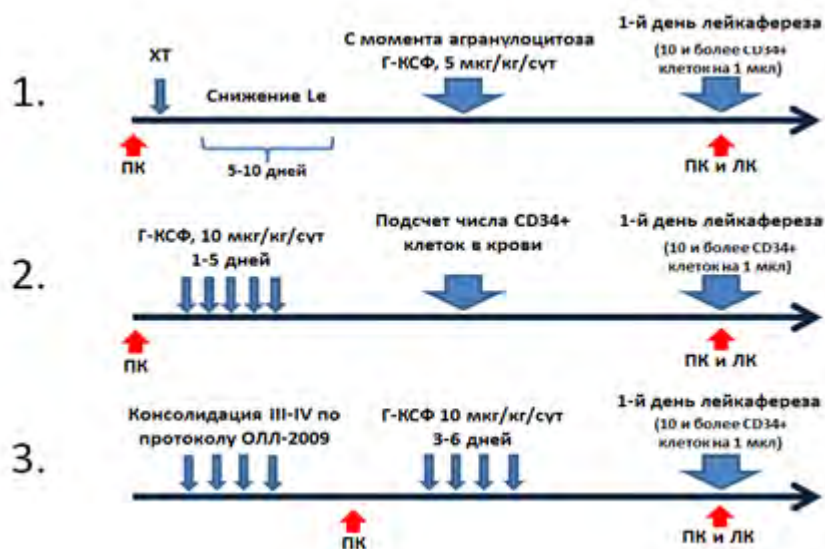 1.
ХТ
Снижение Le
5-10 дней
С момента агранулоцитоза
Г-КСФ, 5 мкг/кг/сут
1-й день лейкафереза
(10 и более CD34+
клеток на 1 мкл)
ПК
ПК и ЛК
2.
Г-КСФ, 10 мкг/кг/сут
1-5 дней
Подсчет числа CD34+
клеток в крови
1-й день лейкафереза
(10 и более CD34+
клеток на 1 мкл)
ПК
ПК и ЛК
3.
Консолидация III-IV по
протоколу ОЛЛ-2009
Г-КСФ 10 мкг/кг/сут
3-6 дней
1-й день лейкафереза
(10 и более CD34+
клеток на 1 мкл)
ПК
ПК и ЛК